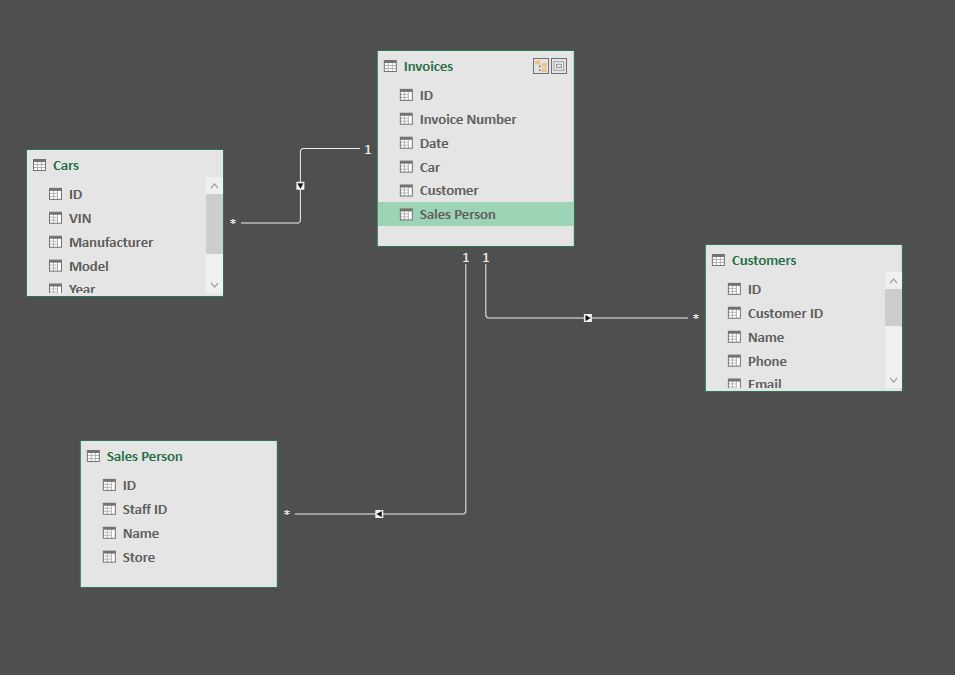 Invoices
ID
Invoice Number
Date
Car
Customer
Sales Person
1
1 1
Cars
ID
VIN
Manufacturer
Model
Year
*
Customers
ID
Customer ID
Name
Phone
Email
*
Sales Person
ID
Staff ID
Name
Store
*